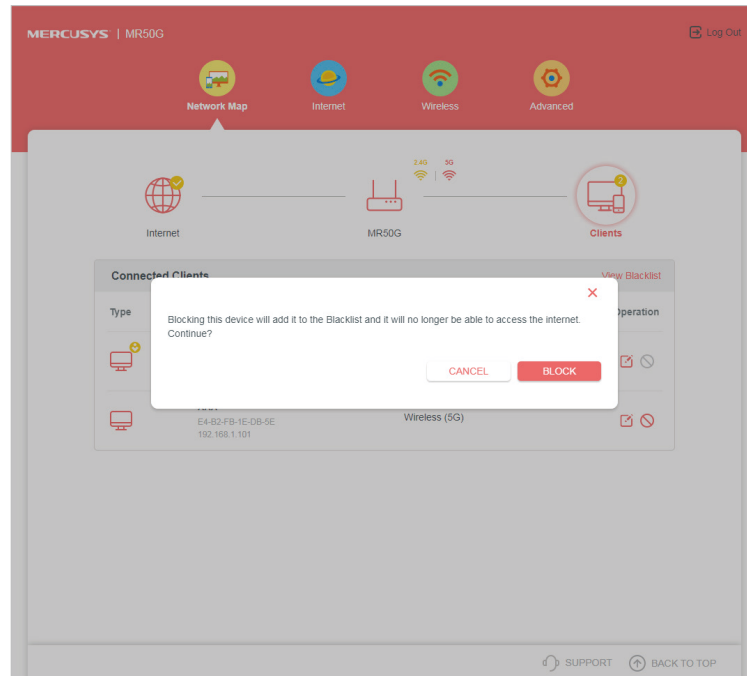 MERCUSYS | MR50G
Log Out
Network Map
Internet
Wireless
Advanced
2.4G
5G
2
Internet
MR50G
Clients
Connected Clients
View Blacklist
Type
Operation
Blocking this device will add it to the Blacklist and it will no longer be able to access the internet.
Continue?
CANCEL
BLOCK
E4-B2-FB-1E-DB-5E
Wireless (5G)
192.168.1.101
SUPPORT
BACK TO TOP